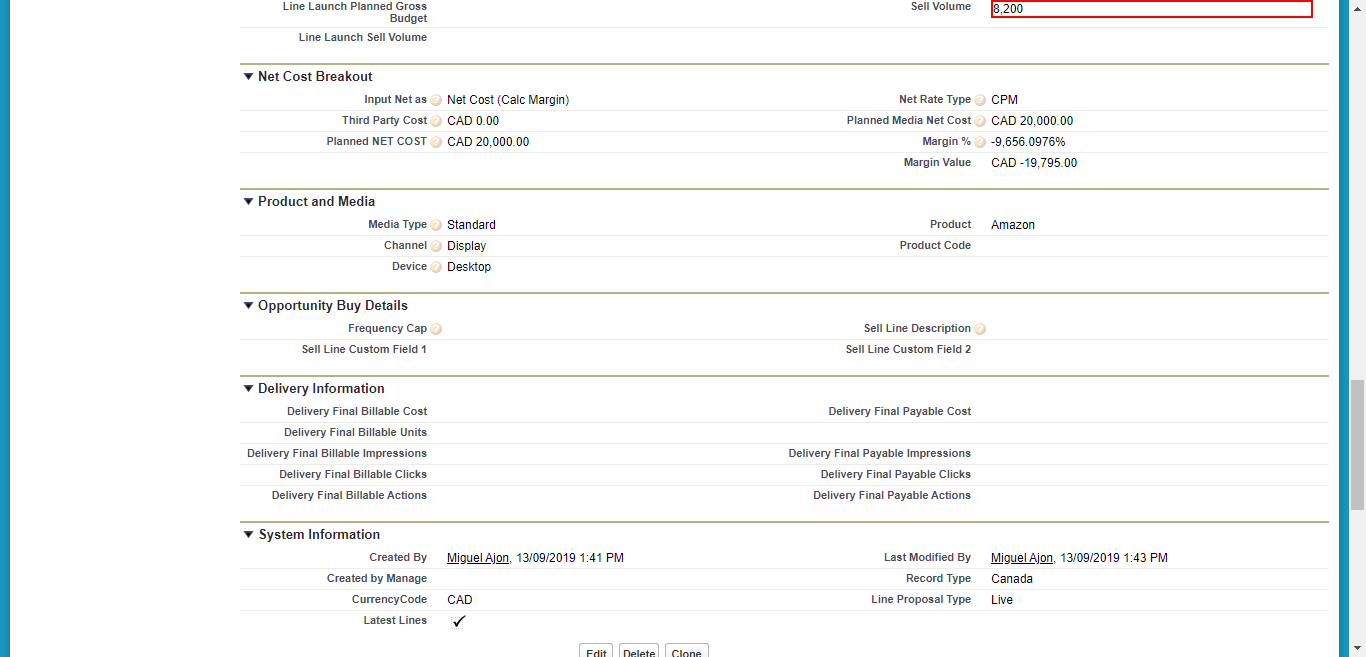 Line Launch Planned Gross Budget Sell Volume 8,200
Line Launch Sell Volume
Net Cost Breakout
Input Net as Net Cost (Calc Margin) Net Rate Type CPM
Third Party Cost CAD 0.00 Planned Media Net Cost CAD 20,000.00
Planned NET COST CAD 20,000.00 Margin % -9,656.0976%
Margin Value CAD -19,795.00
Product and Media
Media Type Standard Product Amazon
Channel Display Product Code
Device Desktop
Opportunity Buy Details
Frequency Cap Sell Line Description
Sell Line Custom Field 1 Sell Line Custom Field 2
Delivery Information
Delivery Final Billable Cost Delivery Final Payable Cost
Delivery Final Billable Units
Delivery Final Billable Impressions Delivery Final Payable Impressions
Delivery Final Billable Clicks Delivery Final Payable Clicks
Delivery Final Billable Actions Delivery Final Payable Actions
System Information
Created By Miguel Ajon, 13/09/2019 1:41 PM Last Modified By Miguel Ajon, 13/09/2019 1:43 PM
Created by Manage Record Type Canada
CurrencyCode CAD Line Proposal Type Live
Latest Lines
Edit Delete Clone